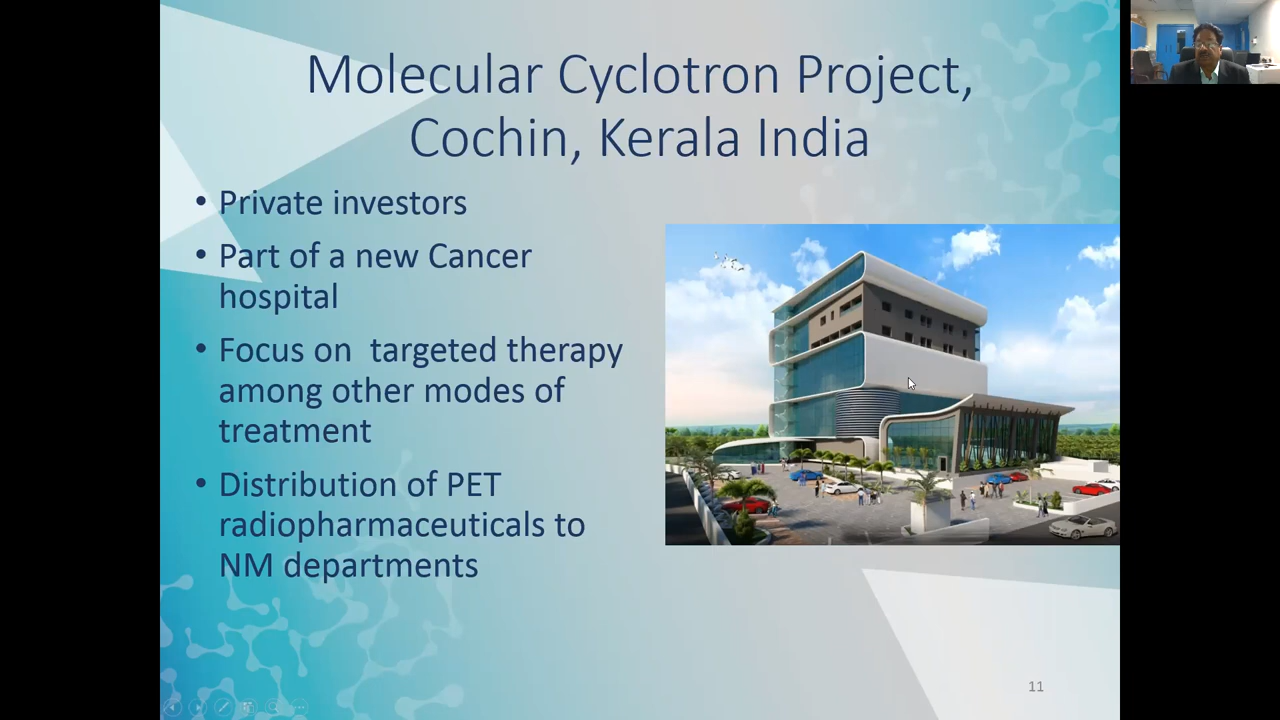 Molecular Cyclotron Project,
Cochin, Kerala India
• Private investors
• Part of a new Cancer
hospital
• Focus on  targeted therapy
among other modes of
treatment
• Distribution of PET
radiopharmaceuticals to
NM departments
11